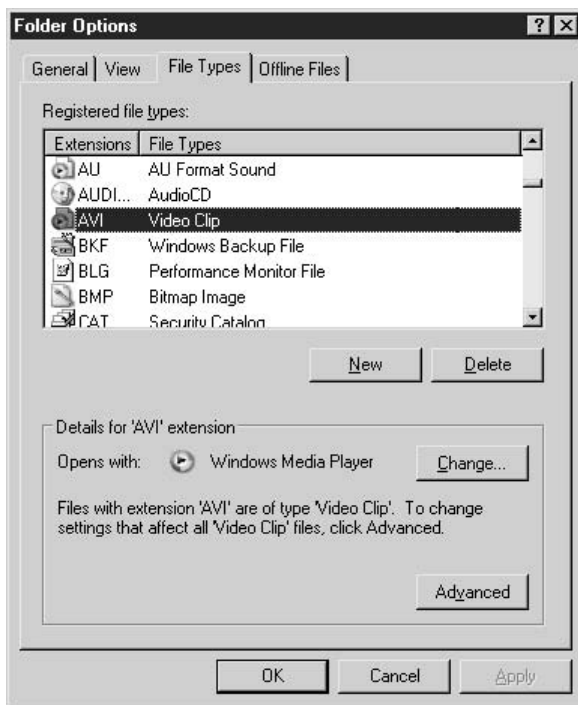 Folder Options
General View File Types Offline Files
Registered file types:
Extensions File Types
AU AU Format Sound
AUDI... AudioCD
AVI Video Clip
BKF Windows Backup File
BLG Performance Monitor File
BMP Bitmap Image
CAT Security Catalog
New Delete
Details for 'AVI' extension
Opens with: Windows Media Player Change...
Files with extension 'AVI' are of type 'Video Clip'. To change
settings that affect all 'Video Clip' files, click Advanced.
Advanced
OK Cancel Apply